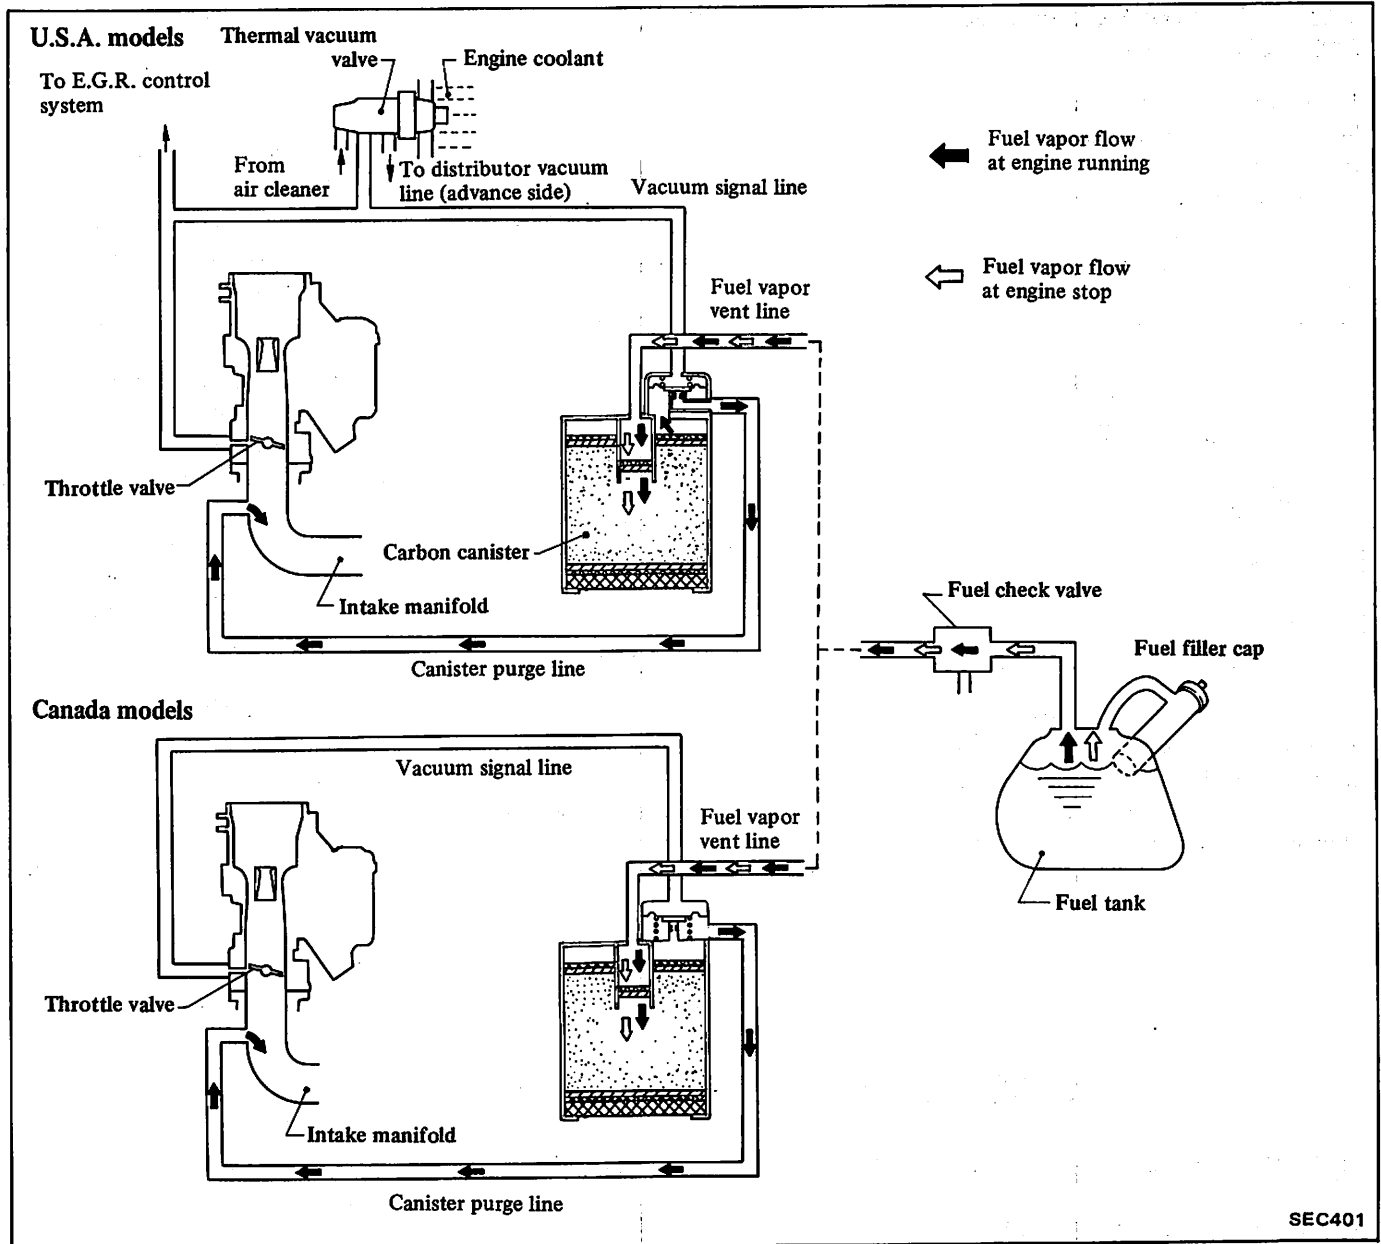 U.S.A. models
Thermal vacuum
valve
Engine coolant
To E.G.R. control
system
From
air cleaner
To distributor vacuum
line (advance side)
Vacuum signal line
Fuel vapor flow
at engine running
Fuel vapor flow
at engine stop
Fuel vapor
vent line
Throttle valve
Carbon canister
Intake manifold
Canister purge line
Fuel check valve
Fuel filler cap
Fuel tank
Canada models
Vacuum signal line
Fuel vapor
vent line
Throttle valve
Intake manifold
Canister purge line
SEC401